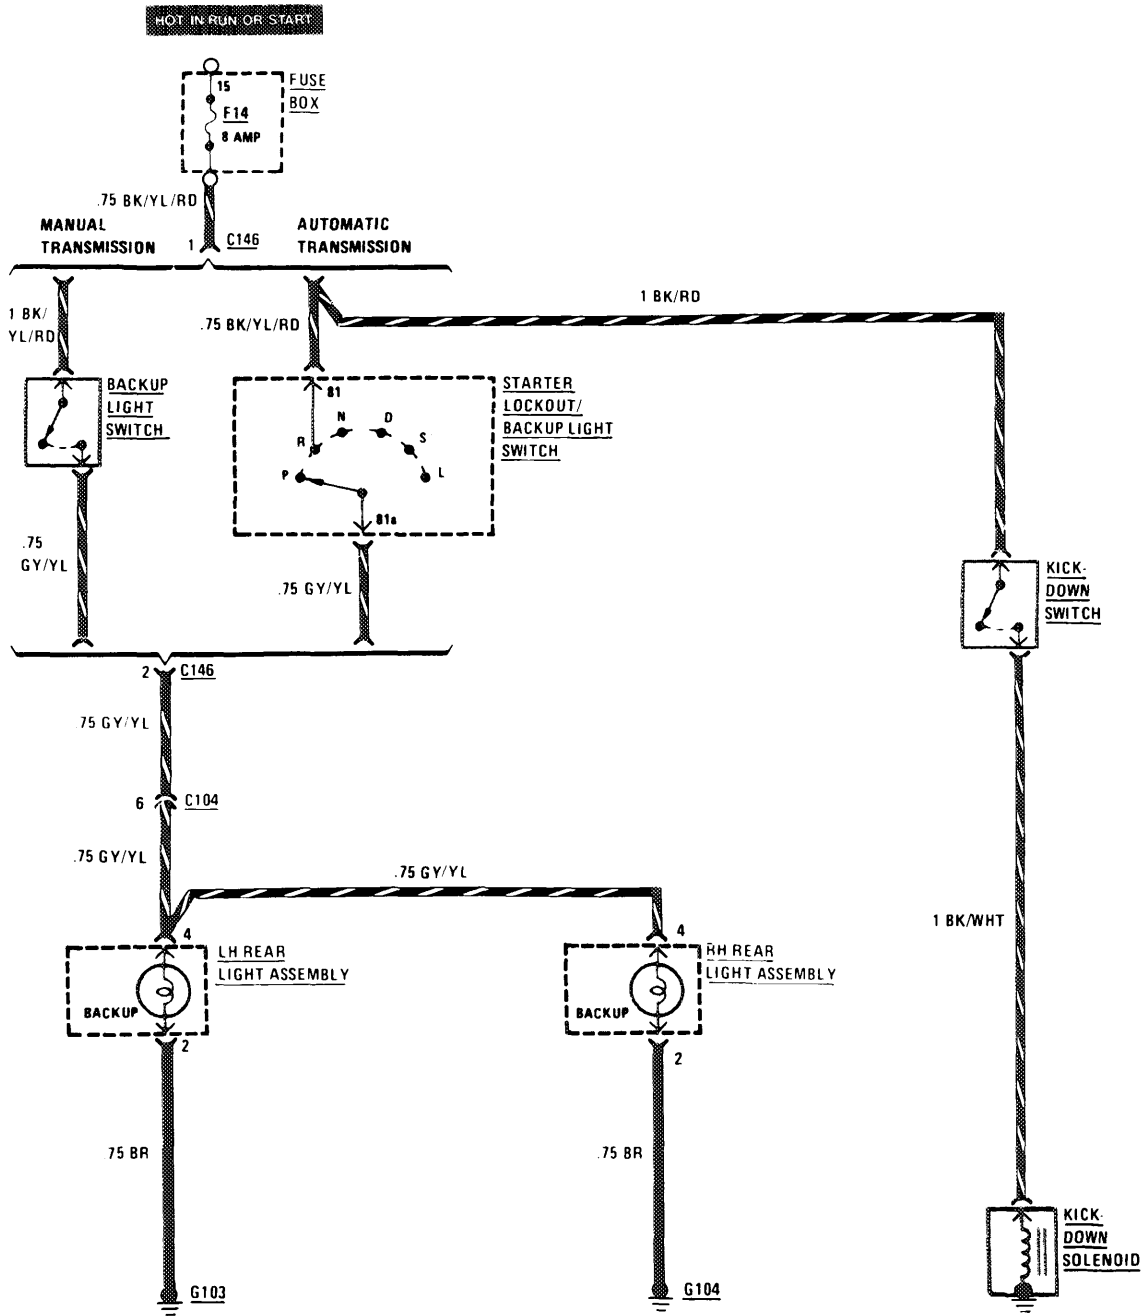 HOT IN RUN OR START
15
F14
8 AMP
FUSE
BOX
.75 BK/YL/RD
MANUAL
TRANSMISSION
1
C146
AUTOMATIC
TRANSMISSION
1 BK/
YL/RD
.75 BK/YL/RD
1 BK/RD
BACKUP
LIGHT
SWITCH
81
N
D
R
S
P
L
81a
STARTER
LOCKOUT/
BACKUP LIGHT
SWITCH
.75
GY/YL
.75 GY/YL
KICK-
DOWN
SWITCH
2
C146
.75 GY/YL
6
C104
.75 GY/YL
.75 GY/YL
1 BK/WHT
4
LH REAR
LIGHT ASSEMBLY
BACKUP
2
4
RH REAR
LIGHT ASSEMBLY
BACKUP
2
.75 BR
.75 BR
G103
G104
KICK-
DOWN
SOLENOID